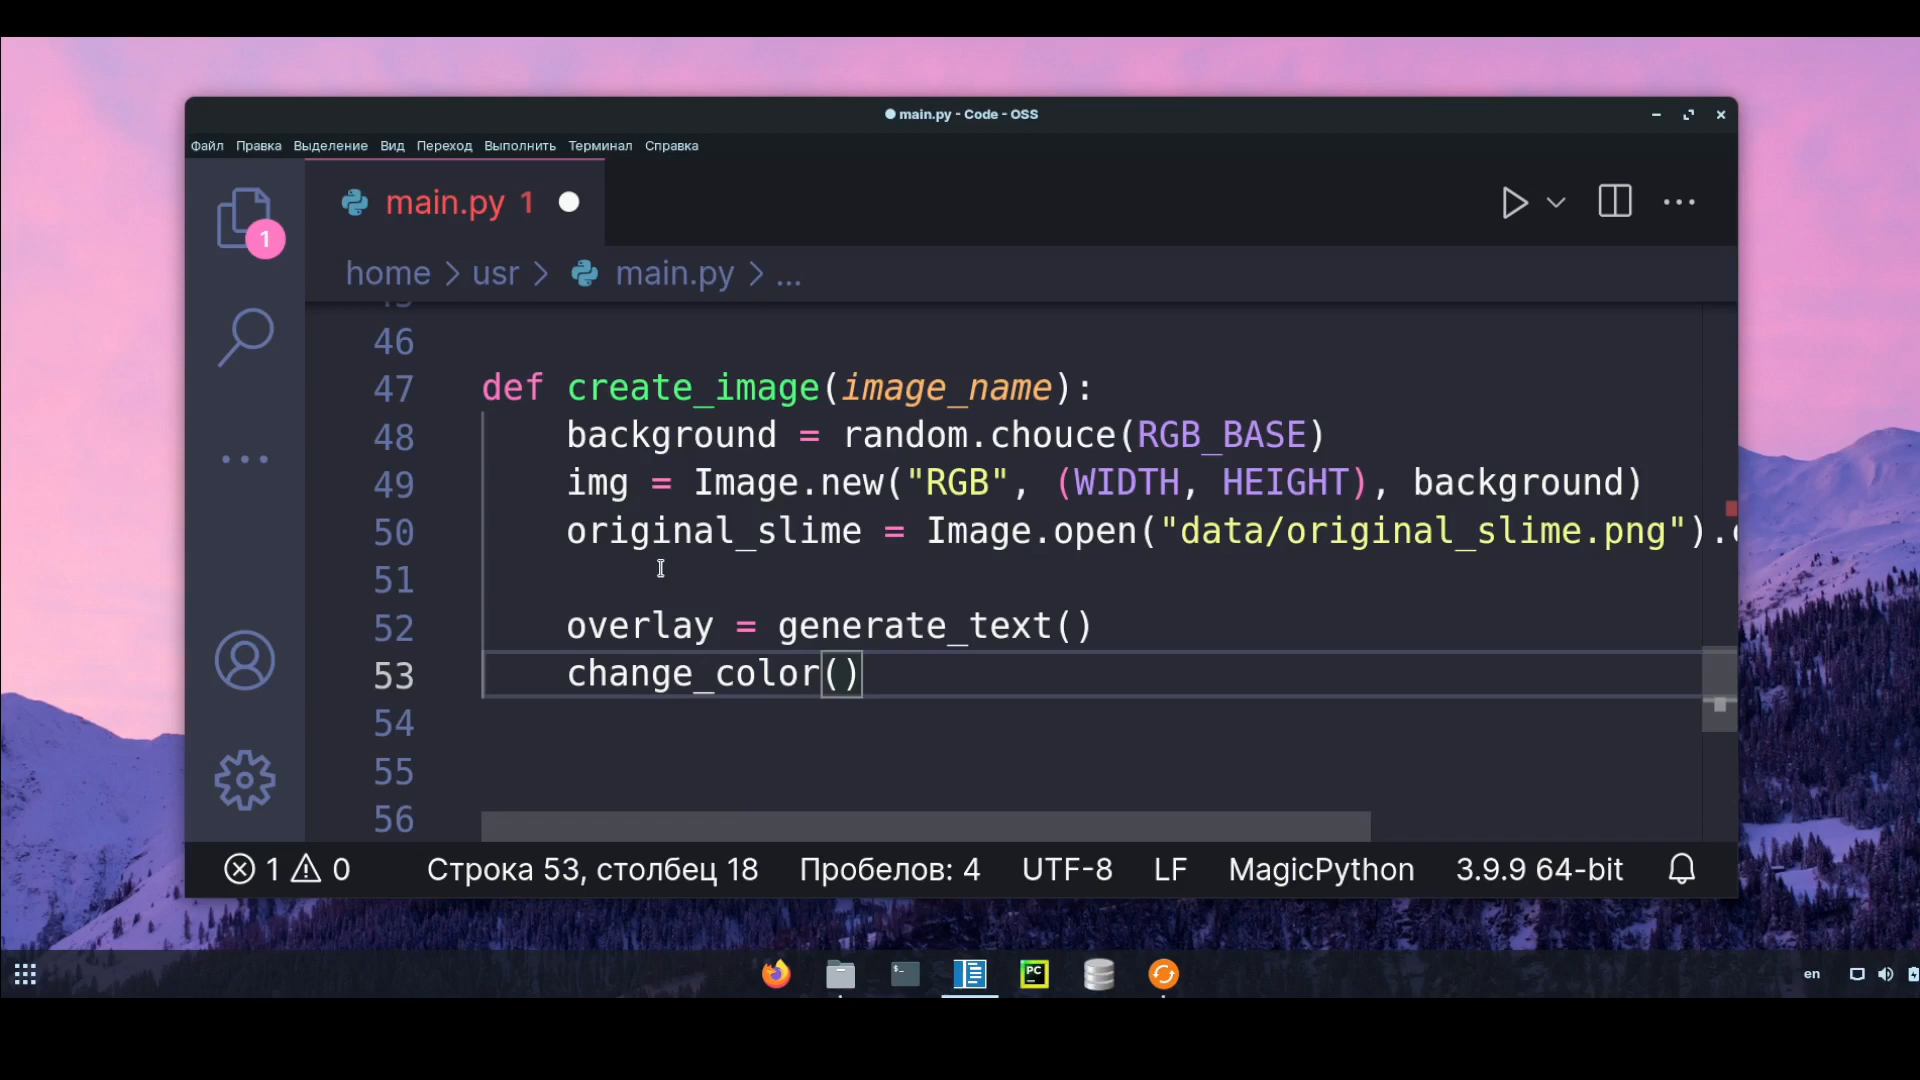 main.py - Code - OSS
Файл Правка Выделение Вид Переход Выполнить Терминал Справка
main.py 1
1
home > usr > main.py > ...
46
47 def create_image(image_name):
48 background = random.chouce(RGB_BASE)
49 img = Image.new("RGB", (WIDTH, HEIGHT), background)
50 original_slime = Image.open("data/original_slime.png").
51
52 overlay = generate_text()
53 change_color()
54
55
56
1 0 Строка 53, столбец 18 Пробелов: 4 UTF-8 LF MagicPython 3.9.9 64-bit
PC
en